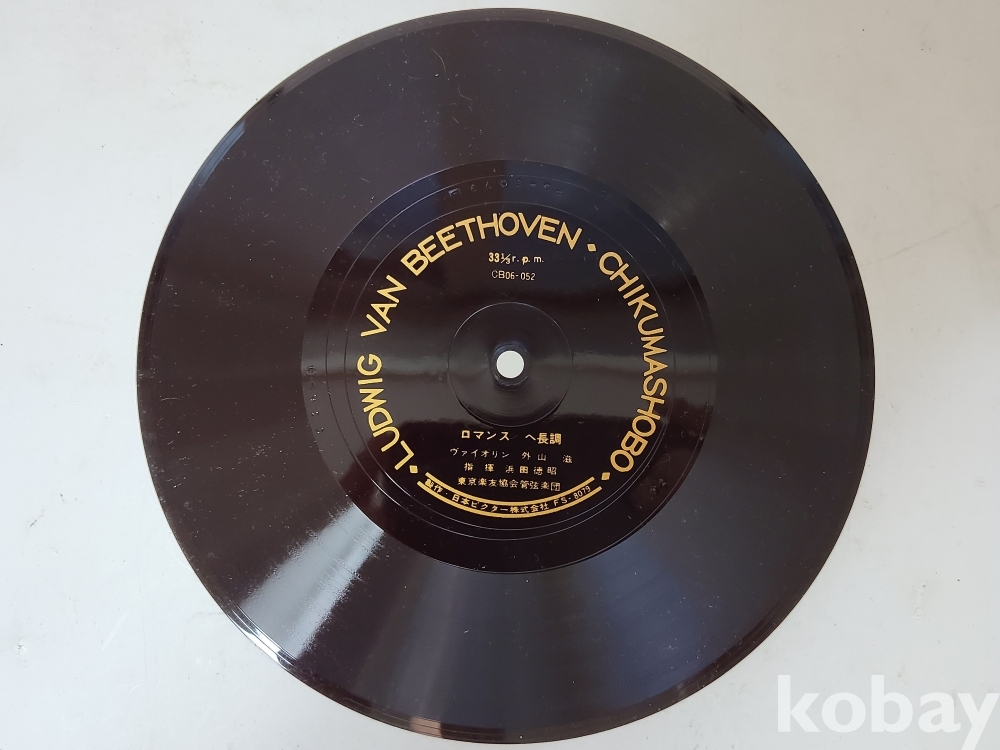 LUDWIG VAN BEETHOVEN · CHIKUMASHOBO ·
33⅓ r.p.m.
CB06-052
ロマンス ヘ長調
ヴァイオリン 外山 滋
指揮 浜田徳昭
東京楽友協会管弦楽団
製作・日本ビクター株式会社 FS-8079
kobay